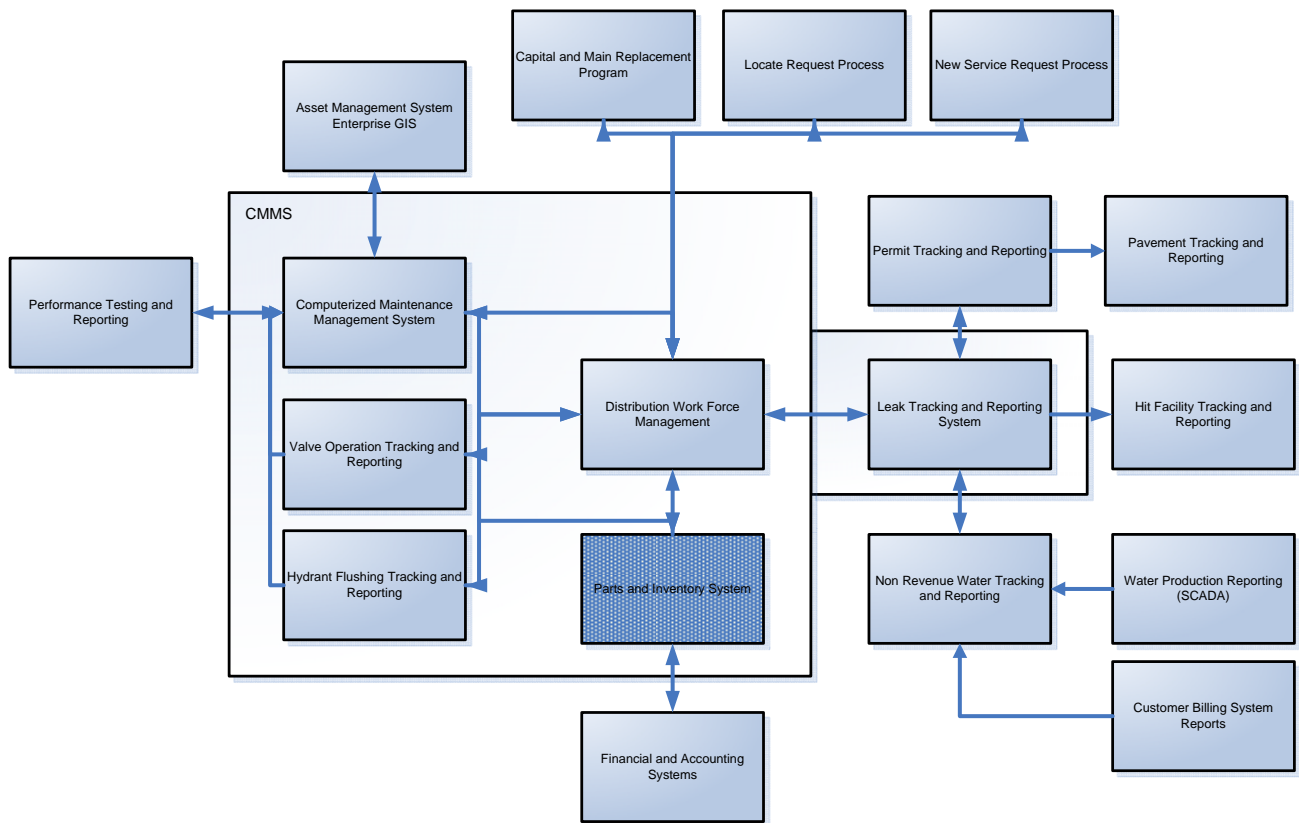 Capital and Main Replacement
Program
Locate Request Process
New Service Request Process
Asset Management System
Enterprise GIS
CMMS
Permit Tracking and Reporting
Pavement Tracking and
Reporting
Performance Testing and
Reporting
Computerized Maintenance
Management System
Distribution Work Force
Management
Leak Tracking and Reporting
System
Hit Facility Tracking and
Reporting
Valve Operation Tracking and
Reporting
Hydrant Flushing Tracking and
Reporting
Parts and Inventory System
Non Revenue Water Tracking
and Reporting
Water Production Reporting
(SCADA)
Customer Billing System
Reports
Financial and Accounting
Systems